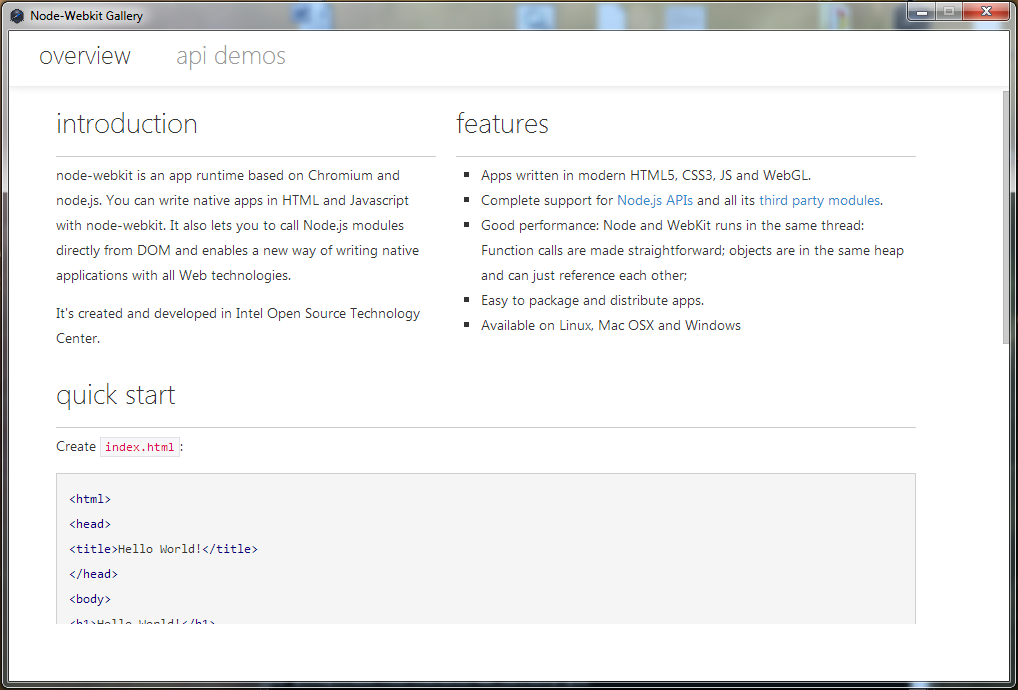 Node-Webkit Gallery
overview
api demos
introduction
node-webkit is an app runtime based on Chromium and
node.js. You can write native apps in HTML and Javascript
with node-webkit. It also lets you to call Node.js modules
directly from DOM and enables a new way of writing native
applications with all Web technologies.
It's created and developed in Intel Open Source Technology
Center.
features
Apps written in modern HTML5, CSS3, JS and WebGL.
Complete support for Node.js APIs and all its third party modules.
Good performance: Node and WebKit runs in the same thread:
Function calls are made straightforward; objects are in the same heap
and can just reference each other;
Easy to package and distribute apps.
Available on Linux, Mac OSX and Windows
quick start
Create index.html:
<html>
<head>
<title>Hello World!</title>
</head>
<body>
<h1>Hello World!</h1>